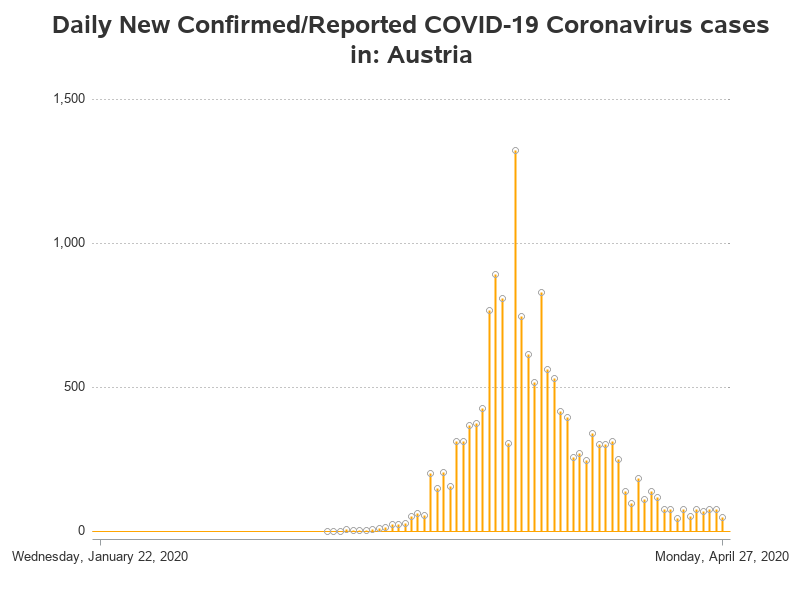 Daily New Confirmed/Reported COVID-19 Coronavirus cases
in: Austria
1,500
1,000
500
0
Wednesday, January 22, 2020
Monday, April 27, 2020